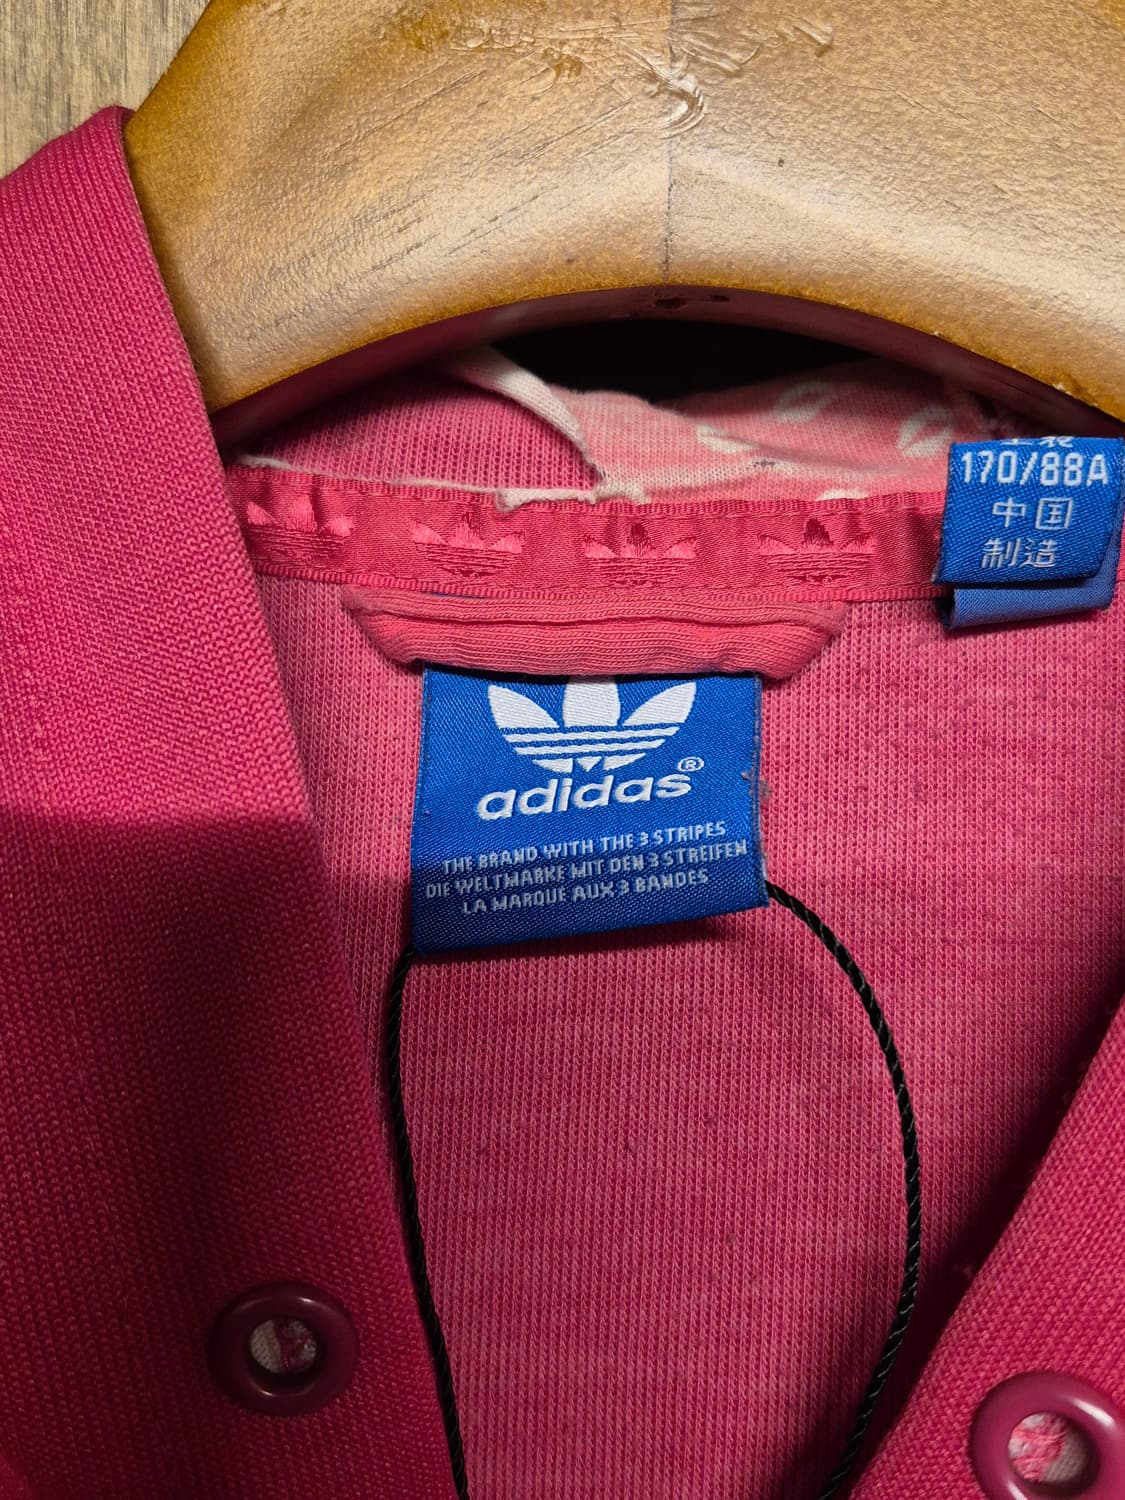 170/88A
中国
制造
adidas®
THE BRAND WITH THE 3 STRIPES
DIE WELTMARKE MIT DEN 3 STREIFEN
LA MARQUE AUX 3 BANDES